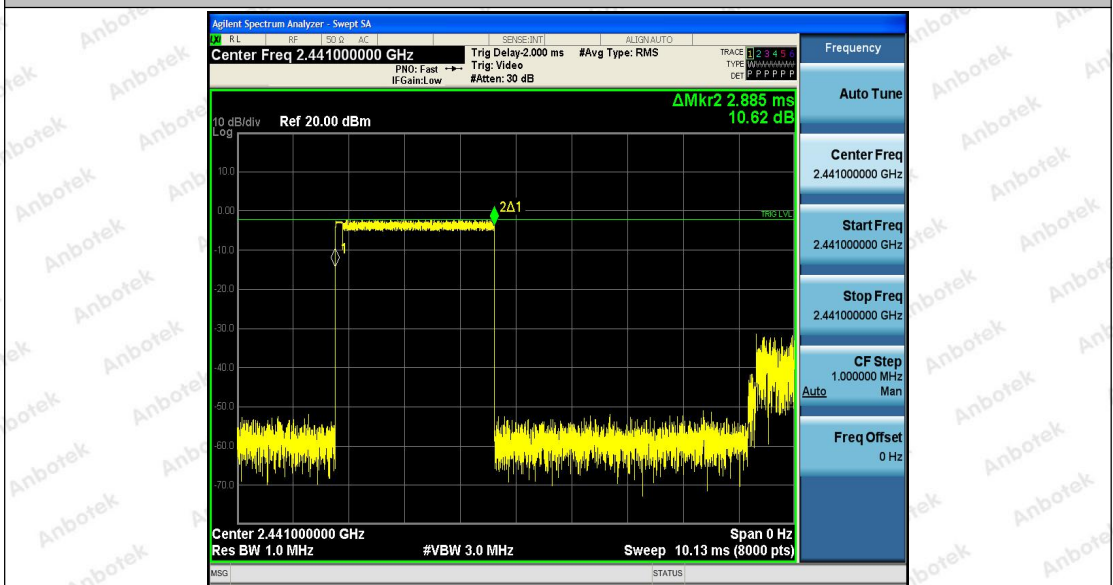 Agilent Spectrum Analyzer - Swept SA
RL RF 50 Ω AC SENSE:INT ALIGN AUTO
Center Freq 2.441000000 GHz
PNO: Fast
IFGain:Low
Trig Delay-2.000 ms
Trig: Video
#Atten: 30 dB
#Avg Type: RMS
TRACE 1 2 3 4 5 6
TYPE W
DET P P P P P P
ΔMkr2 2.885 ms
10.62 dB
10 dB/div
Log
Ref 20.00 dBm
10.0
0.00
-10.0
-20.0
-30.0
-40.0
-50.0
-60.0
-70.0
2Δ1
1
TRIG LVL
Center 2.441000000 GHz
Span 0 Hz
Res BW 1.0 MHz
#VBW 3.0 MHz
Sweep 10.13 ms (8000 pts)
MSG
STATUS
Frequency
Auto Tune
Center Freq
2.441000000 GHz
Start Freq
2.441000000 GHz
Stop Freq
2.441000000 GHz
CF Step
1.000000 MHz
Auto Man
Freq Offset
0 Hz
Anbotek